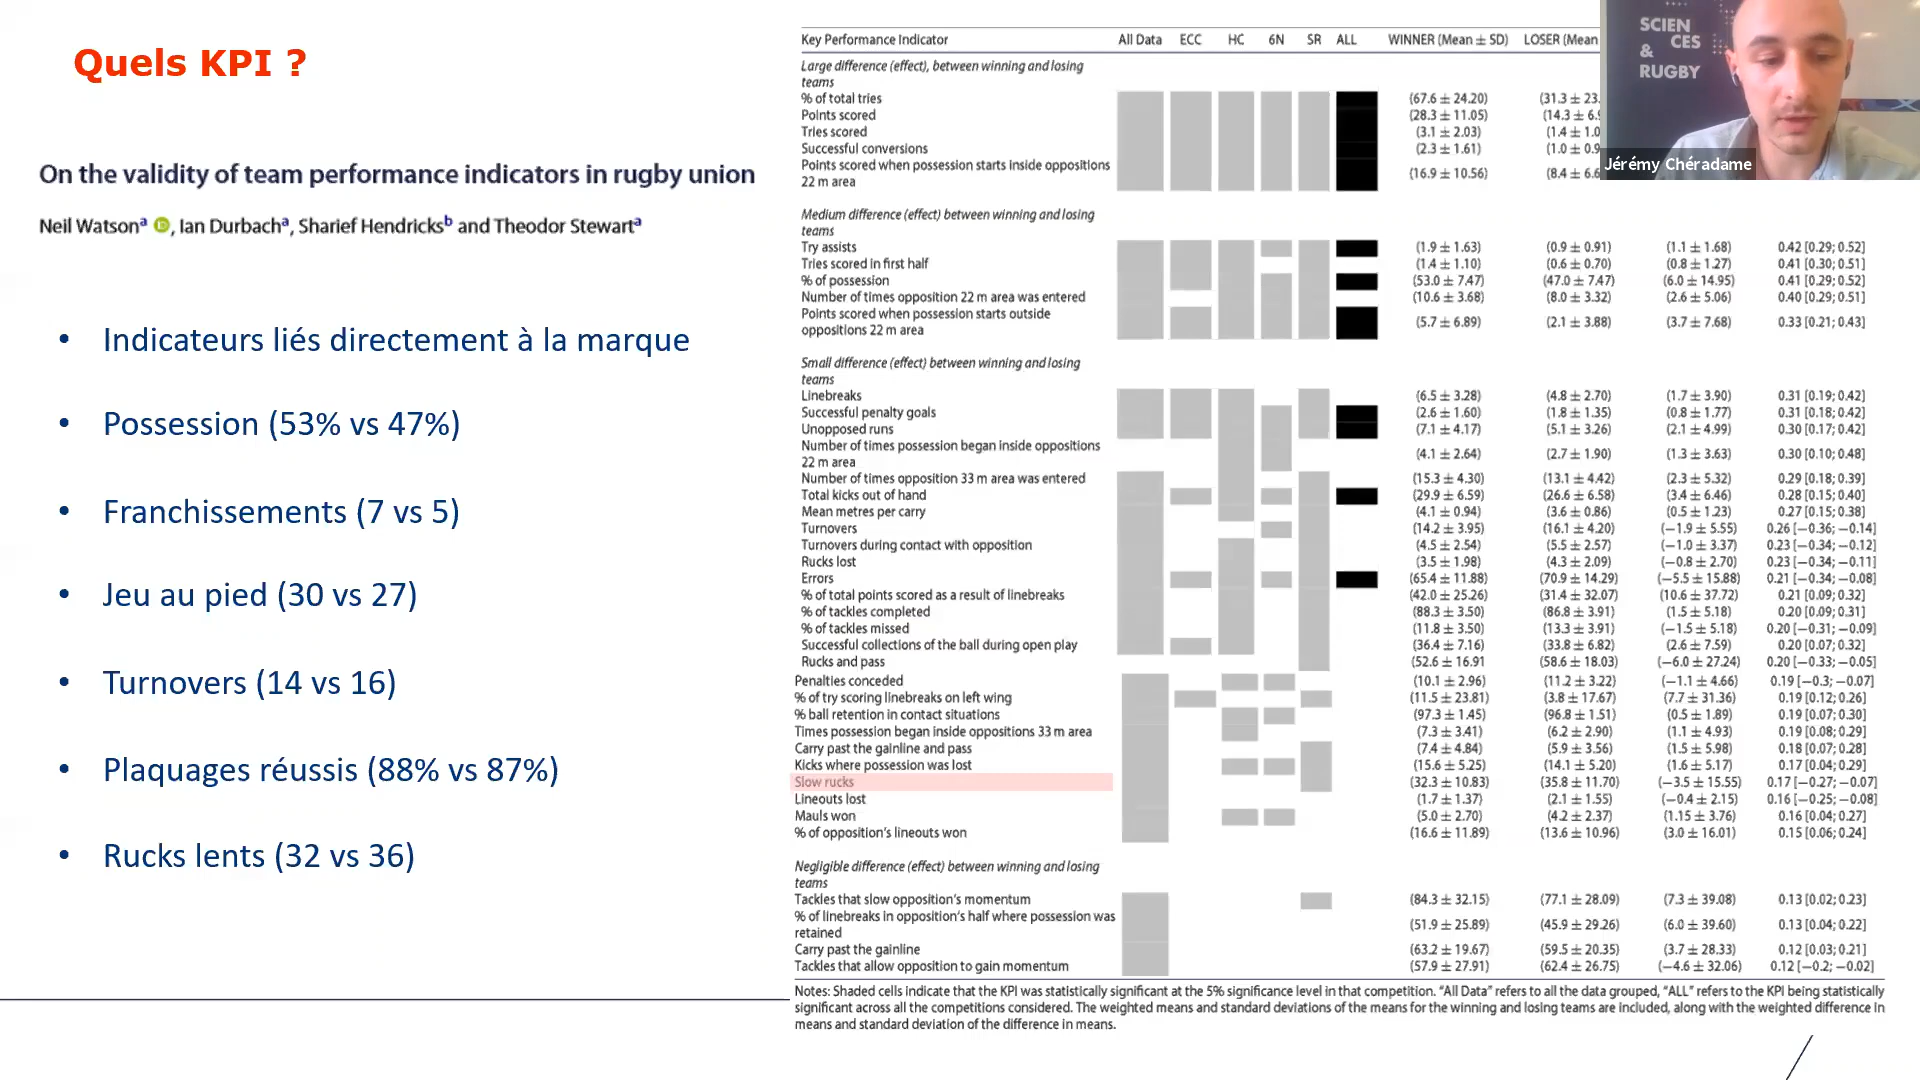 Quels KPI ?
On the validity of team performance indicators in rugby union
Neil Watsonᵃ, Ian Durbachᵃ, Sharief Hendricksᵇ and Theodor Stewartᵃ
• Indicateurs liés directement à la marque
• Possession (53% vs 47%)
• Franchissements (7 vs 5)
• Jeu au pied (30 vs 27)
• Turnovers (14 vs 16)
• Plaquages réussis (88% vs 87%)
• Rucks lents (32 vs 36)
Key Performance Indicator All Data ECC HC 6N SR ALL WINNER (Mean ± SD) LOSER (Mean
Large difference (effect), between winning and losing
teams
% of total tries (67.6 ± 24.20) (31.3 ± 23.
Points scored (28.3 ± 11.05) (14.3 ± 6.9
Tries scored (3.1 ± 2.03) (1.4 ± 1.0
Successful conversions (2.3 ± 1.61) (1.0 ± 0.9
Points scored when possession starts inside oppositions
22 m area (16.9 ± 10.56) (8.4 ± 6.6
Medium difference (effect) between winning and losing
teams
Try assists (1.9 ± 1.63) (0.9 ± 0.91) (1.1 ± 1.68) 0.42 [0.29; 0.52]
Tries scored in first half (1.4 ± 1.10) (0.6 ± 0.70) (0.8 ± 1.27) 0.41 [0.30; 0.51]
% of possession (53.0 ± 7.47) (47.0 ± 7.47) (6.0 ± 14.95) 0.41 [0.29; 0.52]
Number of times opposition 22 m area was entered (10.6 ± 3.68) (8.0 ± 3.32) (2.6 ± 5.06) 0.40 [0.29; 0.51]
Points scored when possession starts outside
oppositions 22 m area (5.7 ± 6.89) (2.1 ± 3.88) (3.7 ± 7.68) 0.33 [0.21; 0.43]
Small difference (effect) between winning and losing
teams
Linebreaks (6.5 ± 3.28) (4.8 ± 2.70) (1.7 ± 3.90) 0.31 [0.19; 0.42]
Successful penalty goals (2.6 ± 1.60) (1.8 ± 1.35) (0.8 ± 1.77) 0.31 [0.18; 0.42]
Unopposed runs (7.1 ± 4.17) (5.1 ± 3.26) (2.1 ± 4.99) 0.30 [0.17; 0.42]
Number of times possession began inside oppositions
22 m area (4.1 ± 2.64) (2.7 ± 1.90) (1.3 ± 3.63) 0.30 [0.10; 0.48]
Number of times opposition 33 m area was entered (15.3 ± 4.30) (13.1 ± 4.42) (2.3 ± 5.32) 0.29 [0.18; 0.39]
Total kicks out of hand (29.9 ± 6.59) (26.6 ± 6.58) (3.4 ± 6.46) 0.28 [0.15; 0.40]
Mean metres per carry (4.1 ± 0.94) (3.6 ± 0.86) (0.5 ± 1.23) 0.27 [0.15; 0.38]
Turnovers (14.2 ± 3.95) (16.1 ± 4.20) (−1.9 ± 5.55) 0.26 [−0.36; −0.14]
Turnovers during contact with opposition (4.5 ± 2.54) (5.5 ± 2.57) (−1.0 ± 3.37) 0.23 [−0.34; −0.12]
Rucks lost (3.5 ± 1.98) (4.3 ± 2.09) (−0.8 ± 2.70) 0.23 [−0.34; −0.11]
Errors (65.4 ± 11.88) (70.9 ± 14.29) (−5.5 ± 15.88) 0.21 [−0.34; −0.08]
% of total points scored as a result of linebreaks (42.0 ± 25.26) (31.4 ± 32.07) (10.6 ± 37.72) 0.21 [0.09; 0.32]
% of tackles completed (88.3 ± 3.50) (86.8 ± 3.91) (1.5 ± 5.18) 0.20 [0.09; 0.31]
% of tackles missed (11.8 ± 3.50) (13.3 ± 3.91) (−1.5 ± 5.18) 0.20 [−0.31; −0.09]
Successful collections of the ball during open play (36.4 ± 7.16) (33.8 ± 6.82) (2.6 ± 7.59) 0.20 [0.07; 0.32]
Rucks and pass (52.6 ± 16.91 (58.6 ± 18.03) (−6.0 ± 27.24) 0.20 [−0.33; −0.05]
Penalties conceded (10.1 ± 2.96) (11.2 ± 3.22) (−1.1 ± 4.66) 0.19 [−0.3; −0.07]
% of try scoring linebreaks on left wing (11.5 ± 23.81) (3.8 ± 17.67) (7.7 ± 31.36) 0.19 [0.12; 0.26]
% ball retention in contact situations (97.3 ± 1.45) (96.8 ± 1.51) (0.5 ± 1.89) 0.19 [0.07; 0.30]
Times possession began inside oppositions 33 m area (7.3 ± 3.41) (6.2 ± 2.90) (1.1 ± 4.93) 0.19 [0.08; 0.29]
Carry past the gainline and pass (7.4 ± 4.84) (5.9 ± 3.56) (1.5 ± 5.98) 0.18 [0.07; 0.28]
Kicks where possession was lost (15.6 ± 5.25) (14.1 ± 5.20) (1.6 ± 5.17) 0.17 [0.04; 0.29]
Slow rucks (32.3 ± 10.83) (35.8 ± 11.70) (−3.5 ± 15.55) 0.17 [−0.27; −0.07]
Lineouts lost (1.7 ± 1.37) (2.1 ± 1.55) (−0.4 ± 2.15) 0.16 [−0.25; −0.08]
Mauls won (5.0 ± 2.70) (4.2 ± 2.37) (1.15 ± 3.76) 0.16 [0.04; 0.27]
% of opposition’s lineouts won (16.6 ± 11.89) (13.6 ± 10.96) (3.0 ± 16.01) 0.15 [0.06; 0.24]
Negligible difference (effect) between winning and losing
teams
Tackles that slow opposition’s momentum (84.3 ± 32.15) (77.1 ± 28.09) (7.3 ± 39.08) 0.13 [0.02; 0.23]
% of linebreaks in opposition’s half where possession was
retained (51.9 ± 25.89) (45.9 ± 29.26) (6.0 ± 39.60) 0.13 [0.04; 0.22]
Carry past the gainline (63.2 ± 19.67) (59.5 ± 20.35) (3.7 ± 28.33) 0.12 [0.03; 0.21]
Tackles that allow opposition to gain momentum (57.9 ± 27.91) (62.4 ± 26.75) (−4.6 ± 32.06) 0.12 [−0.2; −0.02]
Notes: Shaded cells indicate that the KPI was statistically significant at the 5% significance level in that competition. “All Data” refers to all the data grouped, “ALL” refers to the KPI being statistically
significant across all the competitions considered. The weighted means and standard deviations of the means for the winning and losing teams are included, along with the weighted difference in
means and standard deviation of the difference in means.
SCIEN
CES
&
RUGBY
Jérémy Chéradame